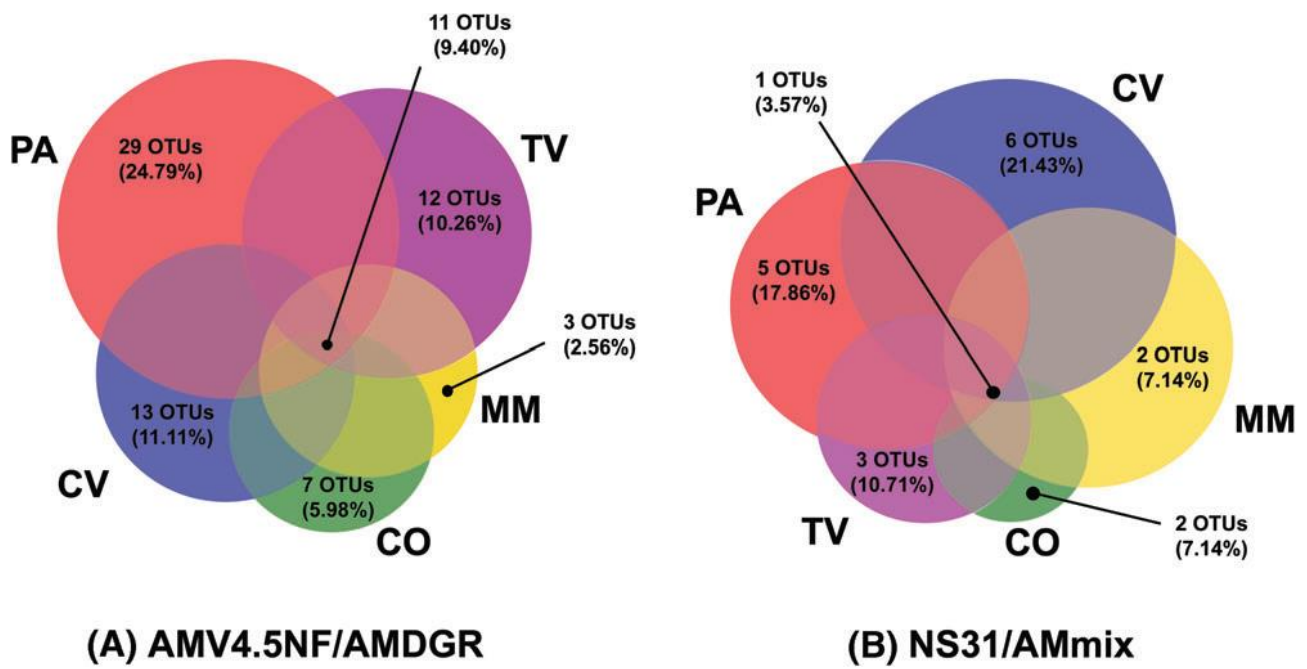 11 OTUs
(9.40%)
PA
29 OTUs
(24.79%)
TV
12 OTUs
(10.26%)
3 OTUs
(2.56%)
MM
13 OTUs
(11.11%)
CV
7 OTUs
(5.98%)
CO
(A) AMV4.5NF/AMDGR
1 OTUs
(3.57%)
CV
6 OTUs
(21.43%)
PA
5 OTUs
(17.86%)
2 OTUs
(7.14%)
MM
3 OTUs
(10.71%)
TV
CO
2 OTUs
(7.14%)
(B) NS31/AMmix